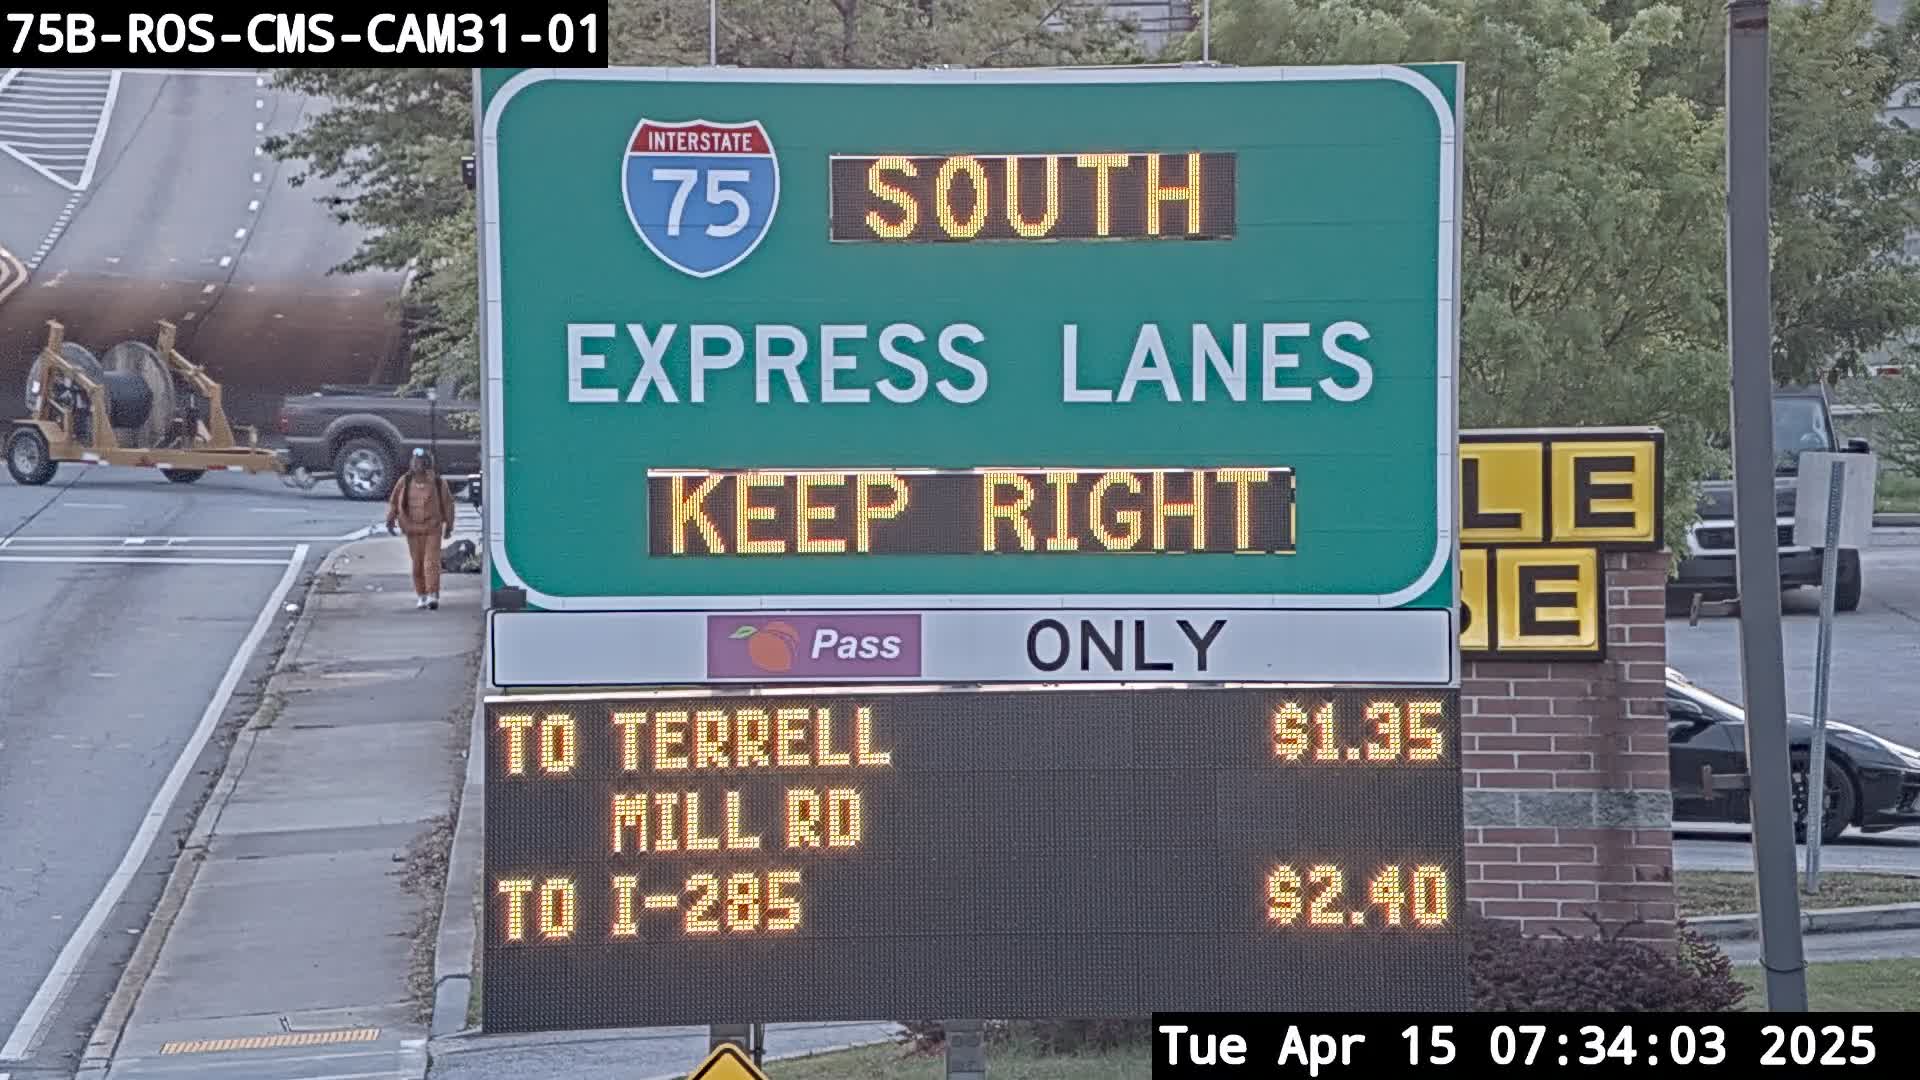 75B-ROS-CMS-CAM31-01
INTERSTATE
75
SOUTH
EXPRESS LANES
KEEP RIGHT
Pass ONLY
TO TERRELL $1.35
MILL RD
TO I-285 $2.40
LE
E
Tue Apr 15 07:34:03 2025